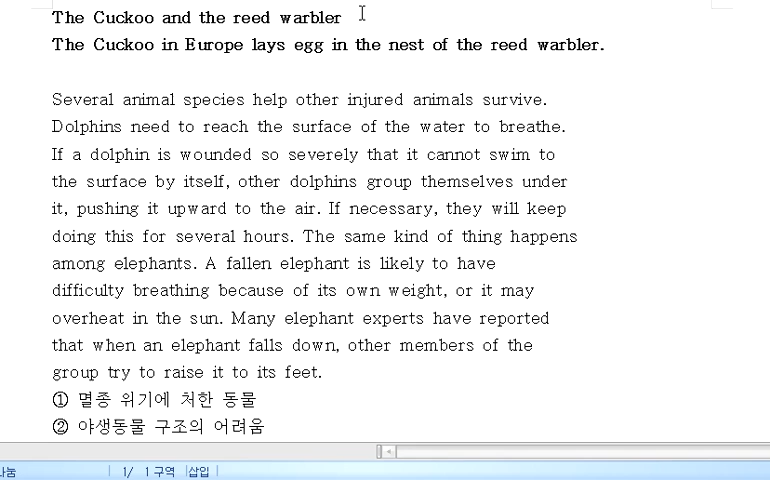 The Cuckoo and the reed warbler
The Cuckoo in Europe lays egg in the nest of the reed warbler.
Several animal species help other injured animals survive.
Dolphins need to reach the surface of the water to breathe.
If a dolphin is wounded so severely that it cannot swim to
the surface by itself, other dolphins group themselves under
it, pushing it upward to the air. If necessary, they will keep
doing this for several hours. The same kind of thing happens
among elephants. A fallen elephant is likely to have
difficulty breathing because of its own weight, or it may
overheat in the sun. Many elephant experts have reported
that when an elephant falls down, other members of the
group try to raise it to its feet.
① 멸종 위기에 처한 동물
② 야생동물 구조의 어려움
나눔 1/ 1 구역 삽입